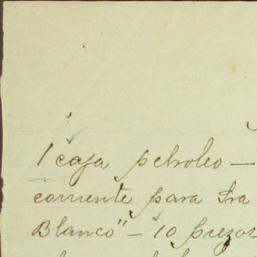 1 caja petroleo —
corriente para Sra
Blanco" — 10 piezas